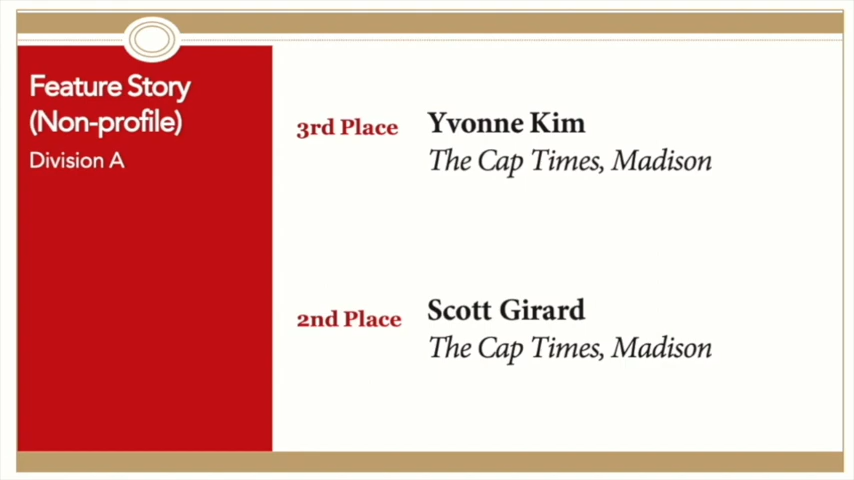 Feature Story
(Non-profile)
Division A
3rd Place
Yvonne Kim
The Cap Times, Madison
2nd Place
Scott Girard
The Cap Times, Madison